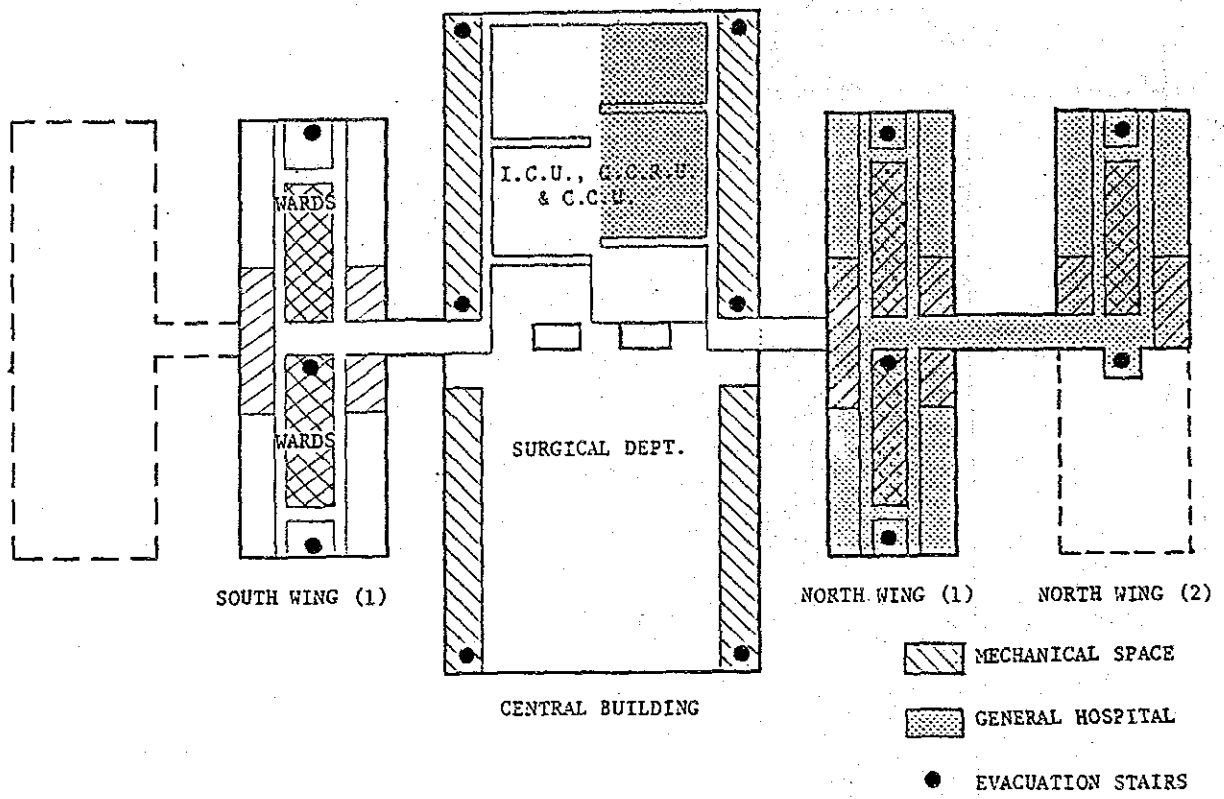 I.C.U., G.C.R.U.
& C.C.U.
WARDS
WARDS
SURGICAL DEPT.
SOUTH WING (1)
NORTH WING (1)
NORTH WING (2)
CENTRAL BUILDING
MECHANICAL SPACE
GENERAL HOSPITAL
EVACUATION STAIRS